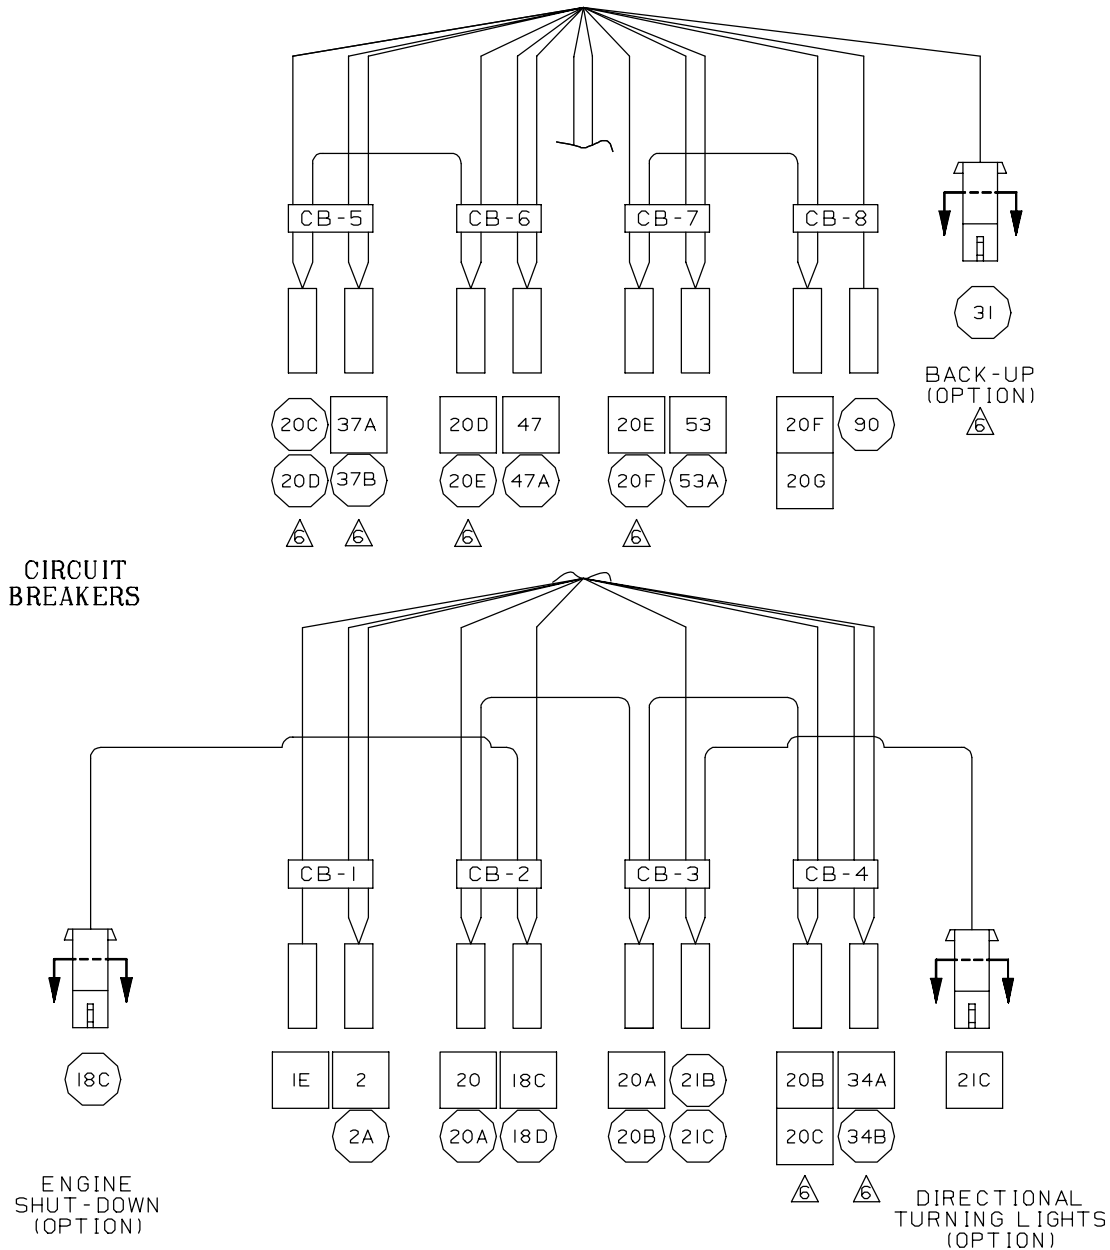 CB-5 CB-6 CB-7 CB-8
31
BACK-UP
(OPTION)
6
20C 37A 20D 47 20E 53 20F 90
20D 37B 20E 47A 20F 53A 20G
6 6 6 6
CIRCUIT
BREAKERS
CB-1 CB-2 CB-3 CB-4
18C 1E 2 20 18C 20A 21B 20B 34A 21C
2A 20A 18D 20B 21C 20C 34B
6 6
ENGINE
SHUT-DOWN
(OPTION)
DIRECTIONAL
TURNING LIGHTS
(OPTION)